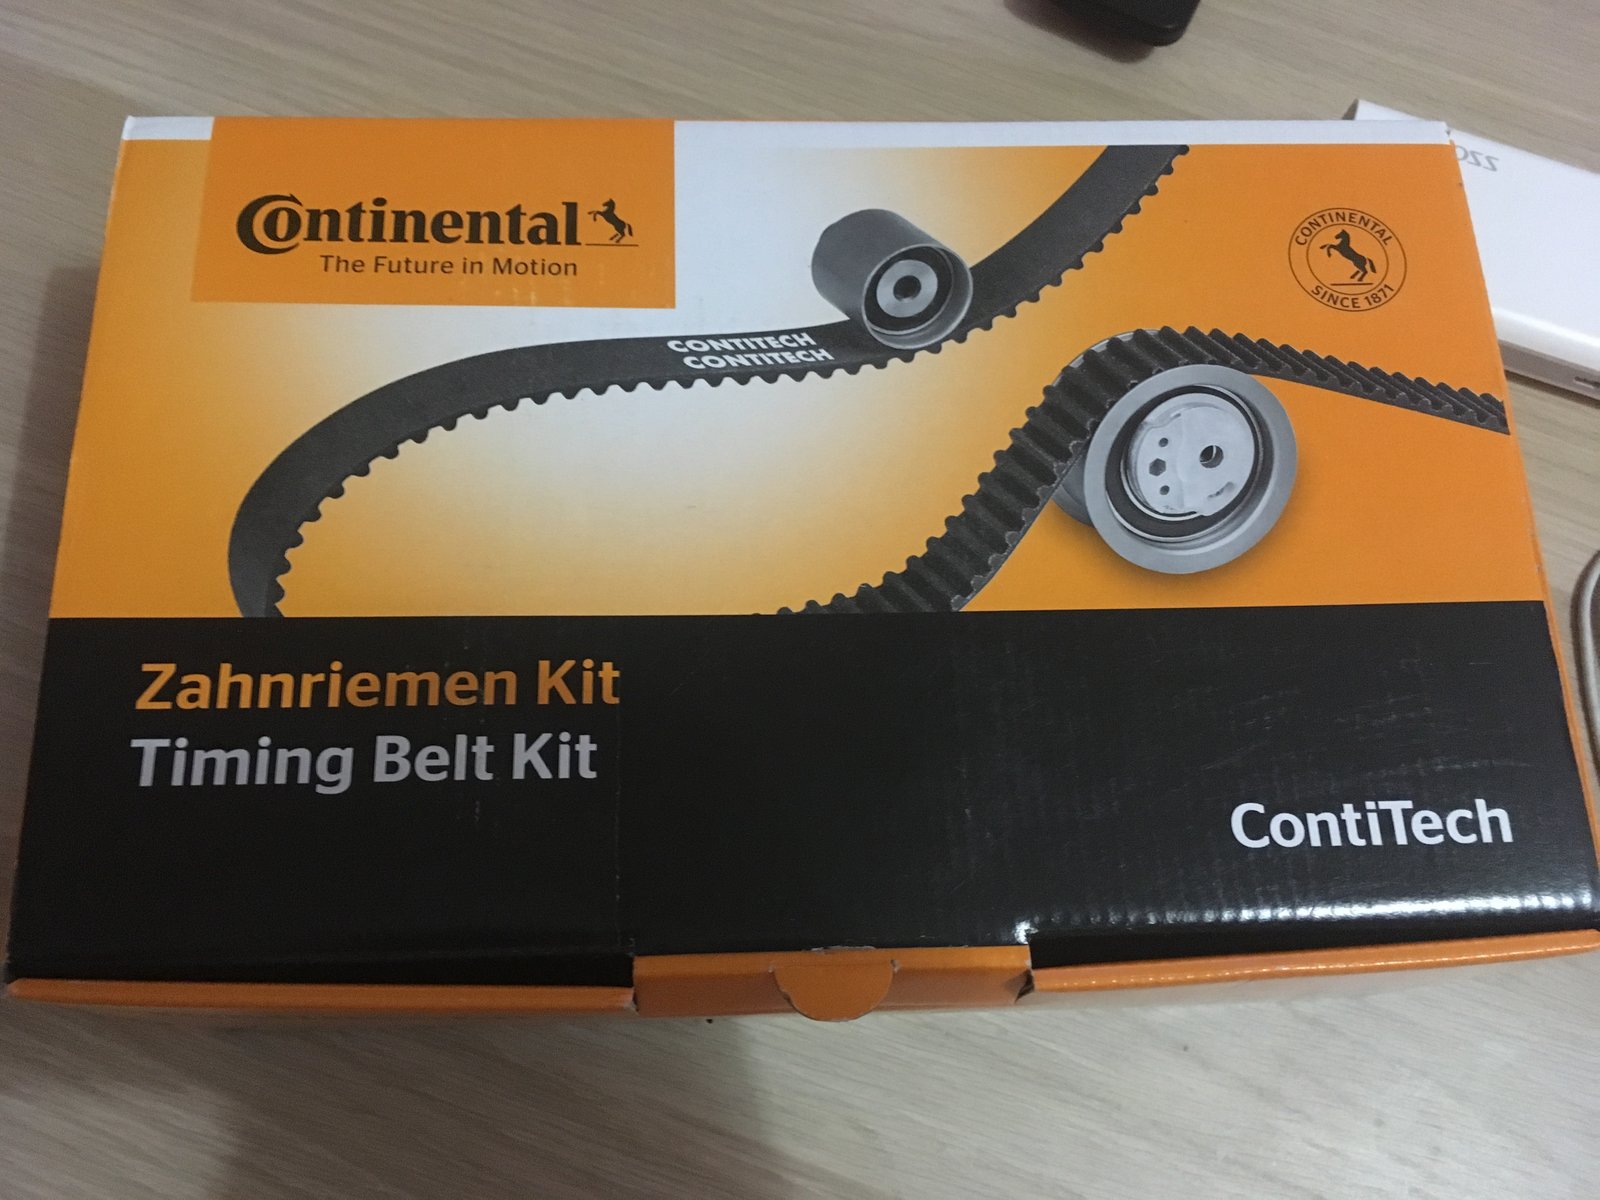 Continental
The Future in Motion
CONTITECH
CONTITECH
CONTINENTAL
SINCE 1871
Zahnriemen Kit
Timing Belt Kit
ContiTech